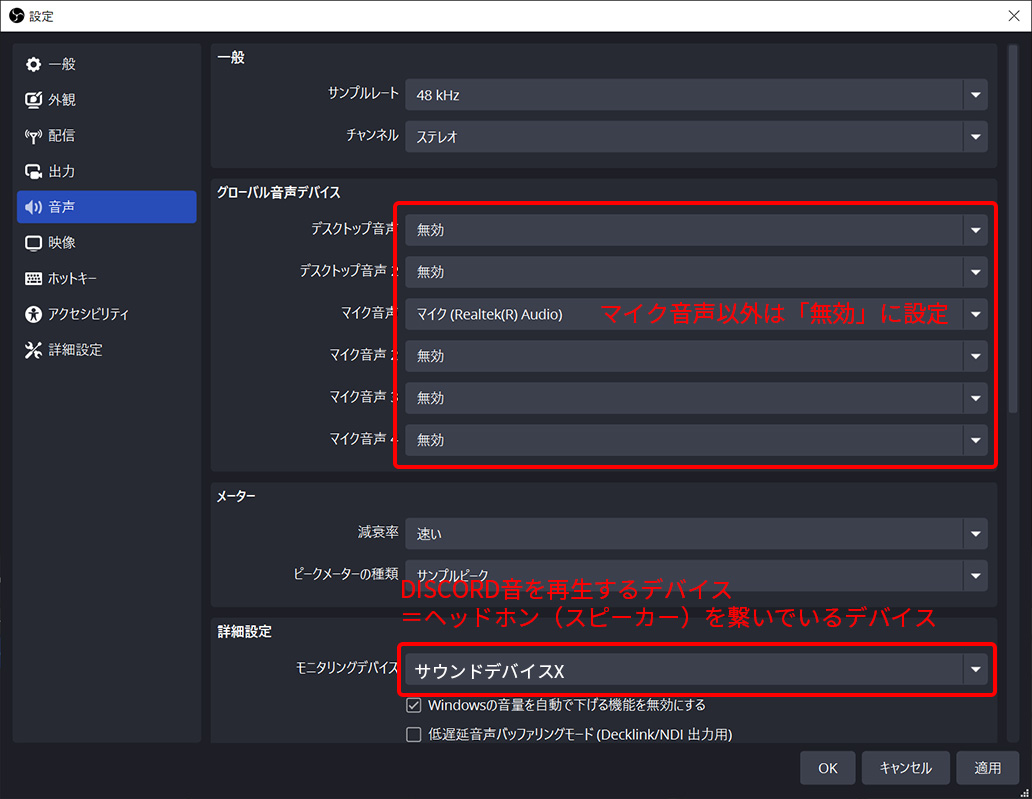 設定
一般
外観
配信
出力
音声
映像
ホットキー
アクセシビリティ
詳細設定
一般
サンプルレート 48 kHz
チャンネル ステレオ
グローバル音声デバイス
デスクトップ音声 無効
デスクトップ音声 2 無効
マイク音声 マイク (Realtek(R) Audio) マイク音声以外は「無効」に設定
マイク音声 2 無効
マイク音声 3 無効
マイク音声 4 無効
メーター
減衰率 速い
ピークメーターの種類 サンプルピーク
DISCORD音を再生するデバイス
＝ヘッドホン（スピーカー）を繋いでいるデバイス
詳細設定
モニタリングデバイス サウンドデバイスX
Windowsの音量を自動で下げる機能を無効にする
低遅延音声バッファリングモード (Decklink/NDI 出力用)
OK キャンセル 適用